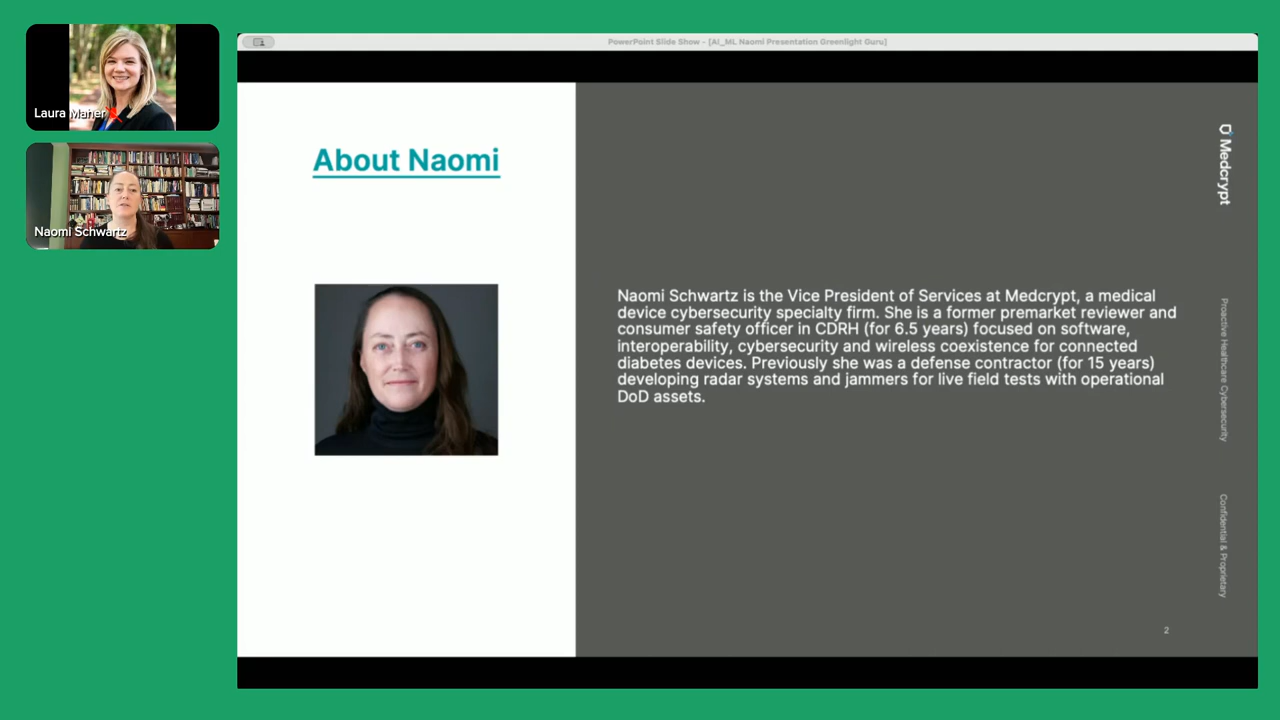 Laura Maher
Naomi Schwartz
PowerPoint Slide Show - [AI_ML Naomi Presentation Greenlight Guru]
About Naomi
Naomi Schwartz is the Vice President of Services at Medcrypt, a medical
device cybersecurity specialty firm. She is a former premarket reviewer and
consumer safety officer in CDRH (for 6.5 years) focused on software,
interoperability, cybersecurity and wireless coexistence for connected
diabetes devices. Previously she was a defense contractor (for 15 years)
developing radar systems and jammers for live field tests with operational
DoD assets.
Medcrypt
Proactive Healthcare Cybersecurity
Confidential & Proprietary
2